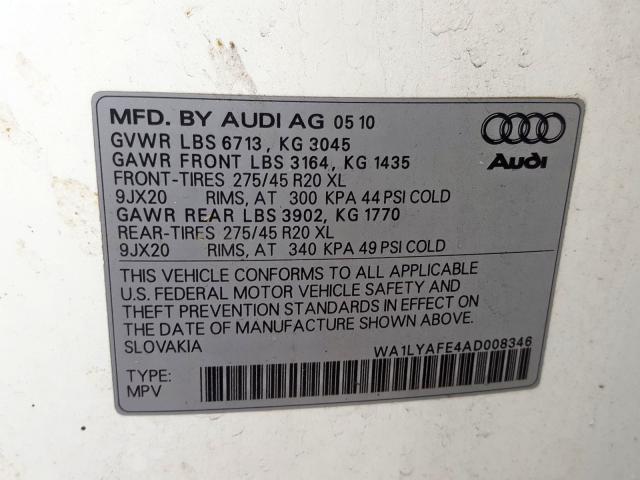 MFD. BY AUDI AG 05 10
GVWR LBS 6713, KG 3045
GAWR FRONT LBS 3164, KG 1435
FRONT-TIRES 275/45 R20 XL
9JX20 RIMS, AT 300 KPA 44 PSI COLD
GAWR REAR LBS 3902, KG 1770
REAR-TIRES 275/45 R20 XL
9JX20 RIMS, AT 340 KPA 49 PSI COLD
Audi
THIS VEHICLE CONFORMS TO ALL APPLICABLE
U.S. FEDERAL MOTOR VEHICLE SAFETY AND
THEFT PREVENTION STANDARDS IN EFFECT ON
THE DATE OF MANUFACTURE SHOWN ABOVE.
SLOVAKIA WA1LYAFE4AD008346
TYPE:
MPV